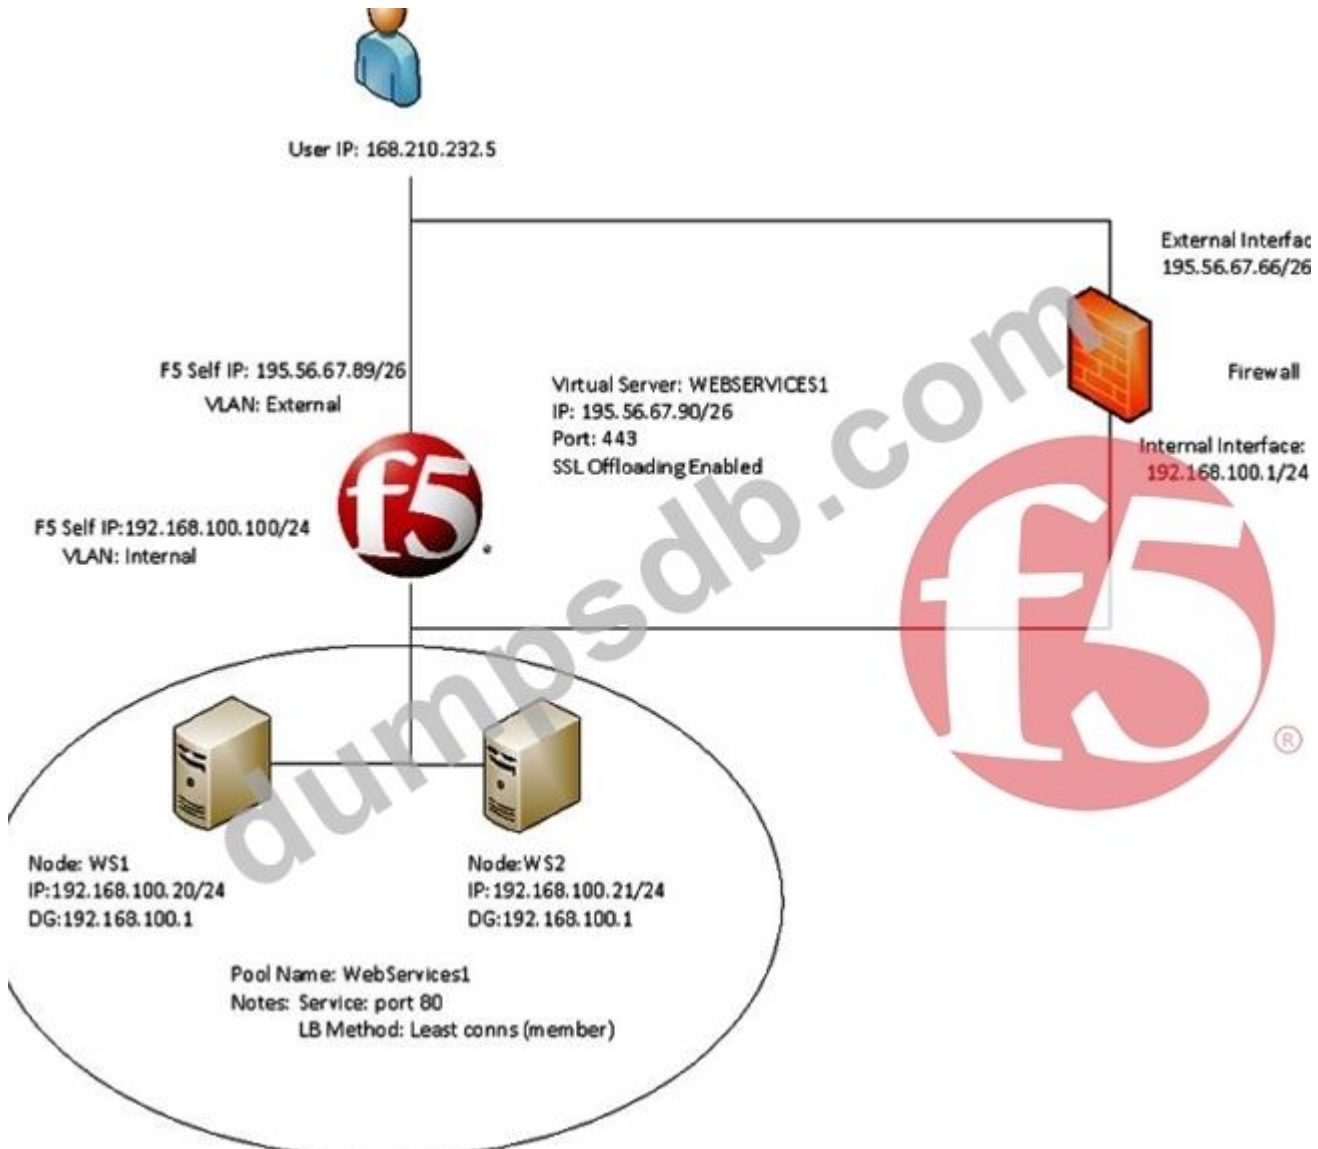 User IP: 168.210.232.5
External Interfac
195.56.67.66/26
F5 Self IP: 195.56.67.89/26
VLAN: External
Virtual Server: WEBSERVICES1
IP: 195.56.67.90/26
Port: 443
SSL Offloading Enabled
Firewall
Internal Interface:
192.168.100.1/24
f5
F5 Self IP:192.168.100.100/24
VLAN: Internal
f5
®
dumpsdb.com
Node: WS1
IP:192.168.100.20/24
DG:192.168.100.1
Node:WS2
IP:192.168.100.21/24
DG:192.168.100.1
Pool Name: WebServices1
Notes: Service: port 80
LB Method: Least conns (member)